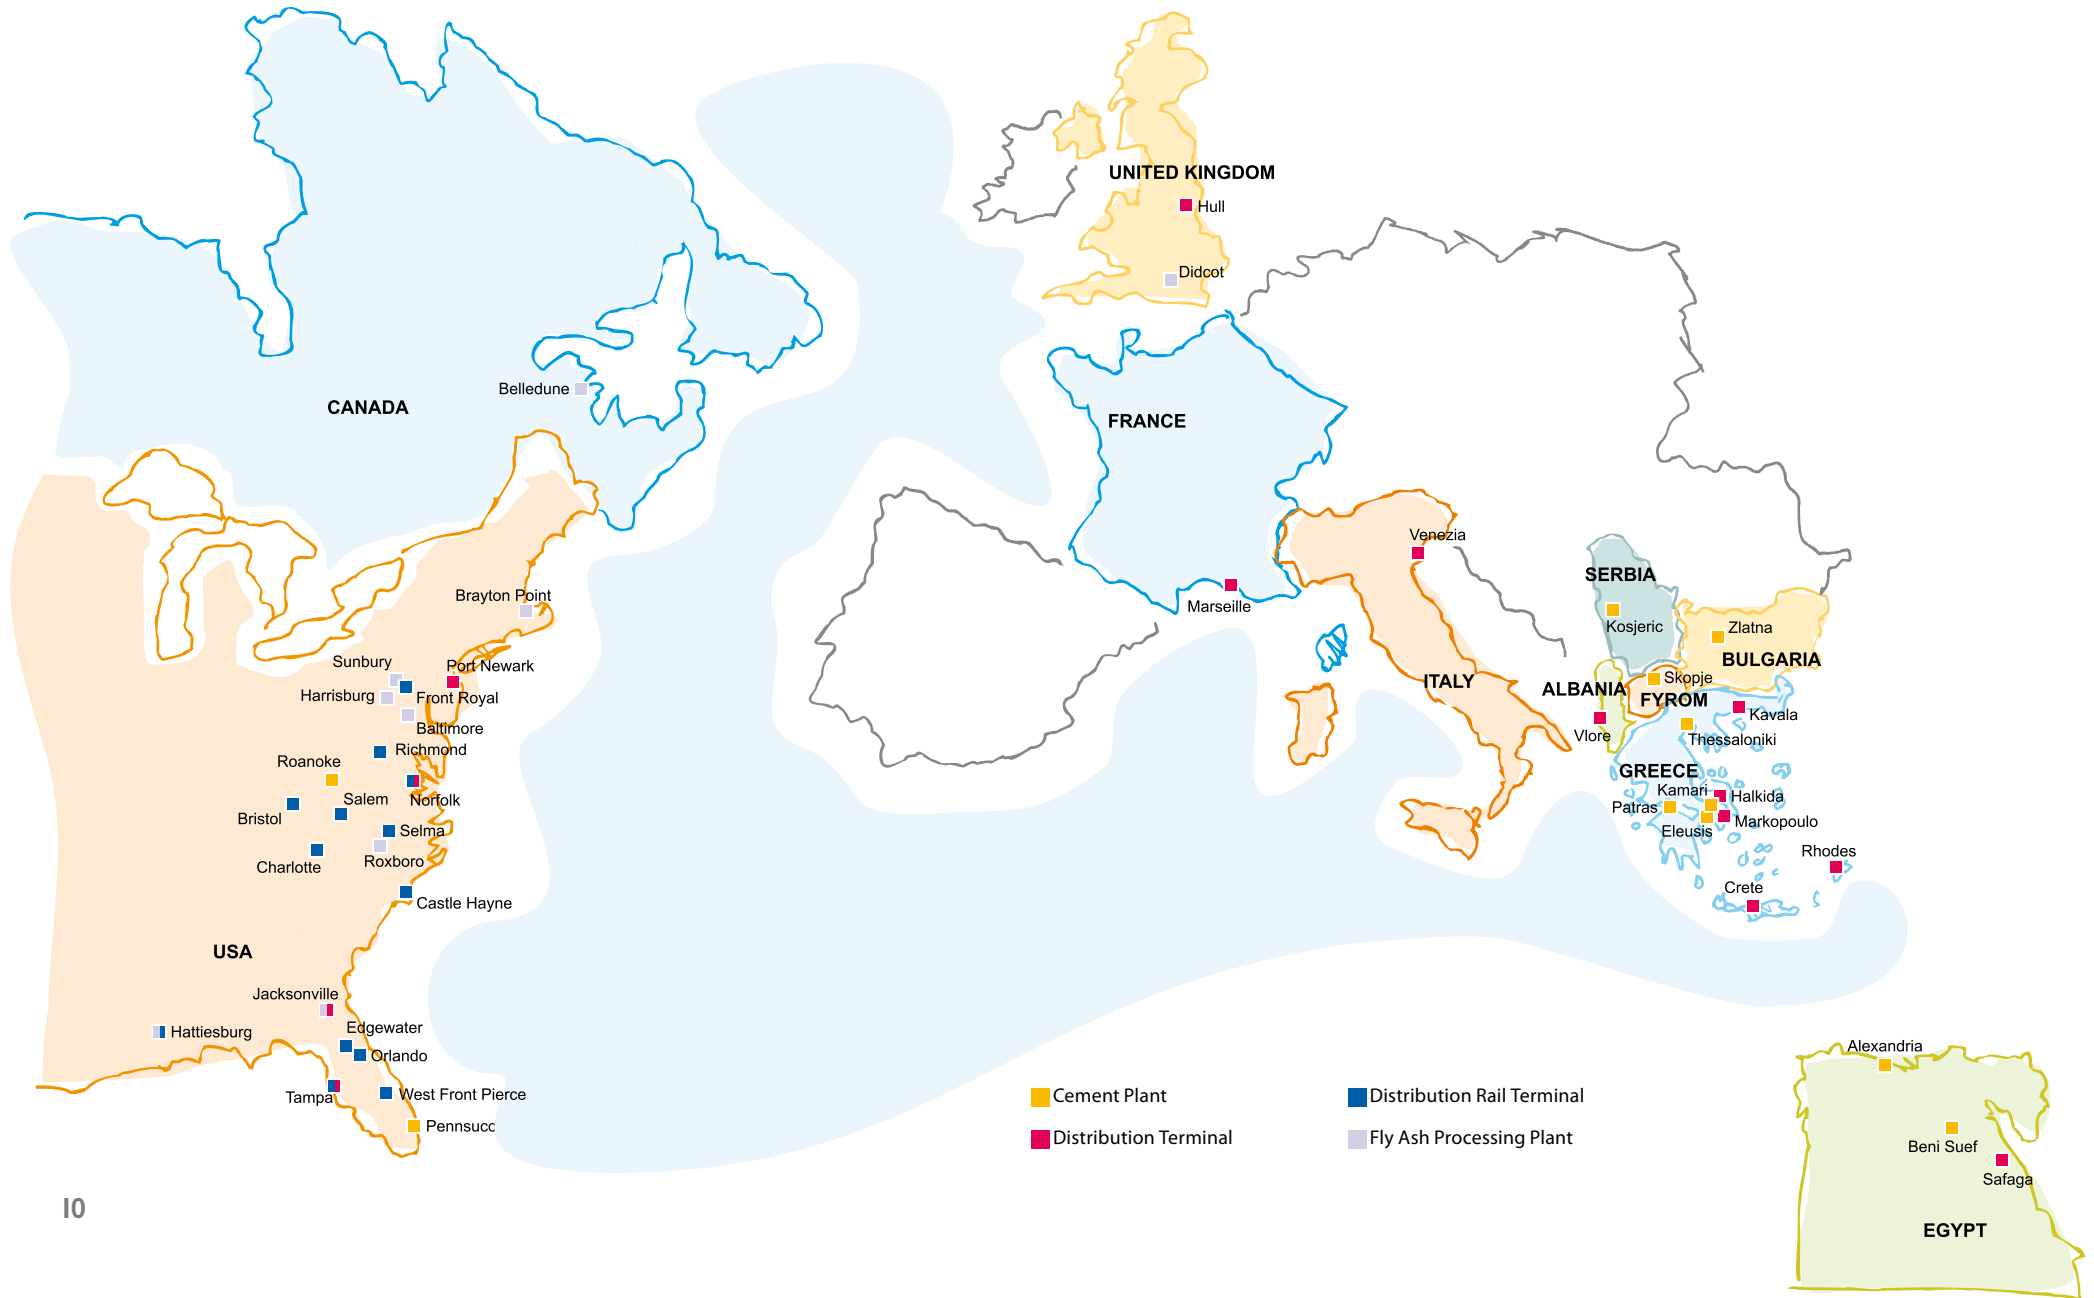 UNITED KINGDOM
Hull
Didcot
Belledune
CANADA
FRANCE
Venezia
SERBIA
Brayton Point
Marseille
Kosjeric
Zlatna
BULGARIA
Sunbury
Port Newark
Harrisburg
Front Royal
ITALY
ALBANIA
Skopje
FYROM
Kavala
Baltimore
Vlore
Thessaloniki
Richmond
Roanoke
GREECE
Kamari
Halkida
Salem
Norfolk
Patras
Bristol
Markopoulo
Selma
Eleusis
Roxboro
Charlotte
Rhodes
Crete
Castle Hayne
USA
Jacksonville
Hattiesburg
Edgewater
Orlando
Alexandria
Tampa
West Front Pierce
Cement Plant
Distribution Rail Terminal
Pennsucc
Distribution Terminal
Fly Ash Processing Plant
Beni Suef
Safaga
EGYPT
10